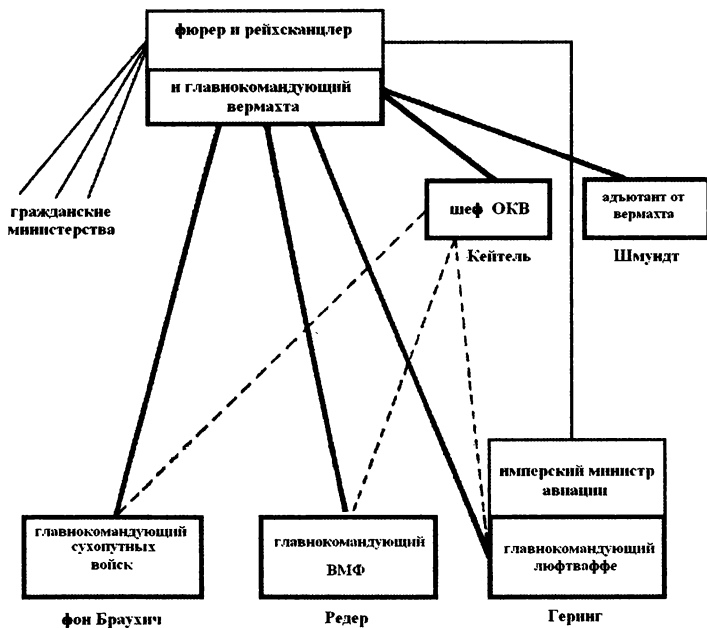 фюрер и рейхсканцлер
и главнокомандующий
вермахта
гражданские
министерства
шеф ОКВ
Кейтель
адъютант от
вермахта
Шмундт
имперский министр
авиации
главнокомандующий
сухопутных
войск
фон Браухич
главнокомандующий
ВМФ
Редер
главнокомандующий
люфтваффе
Геринг